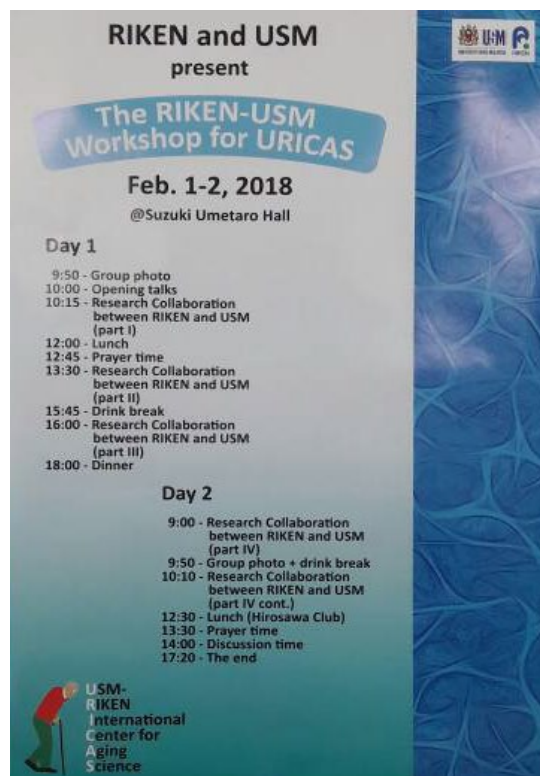 RIKEN and USM
present
The RIKEN-USM
Workshop for URICAS
Feb. 1-2, 2018
@Suzuki Umetaro Hall
Day 1
9:50 - Group photo
10:00 - Opening talks
10:15 - Research Collaboration
between RIKEN and USM
(part I)
12:00 - Lunch
12:45 - Prayer time
13:30 - Research Collaboration
between RIKEN and USM
(part II)
15:45 - Drink break
16:00 - Research Collaboration
between RIKEN and USM
(part III)
18:00 - Dinner
Day 2
9:00 - Research Collaboration
between RIKEN and USM
(part IV)
9:50 - Group photo + drink break
10:10 - Research Collaboration
between RIKEN and USM
(part IV cont.)
12:30 - Lunch (Hirosawa Club)
13:30 - Prayer time
14:00 - Discussion time
17:20 - The end
USM-
RIKEN
International
Center for
Aging
Science
USM